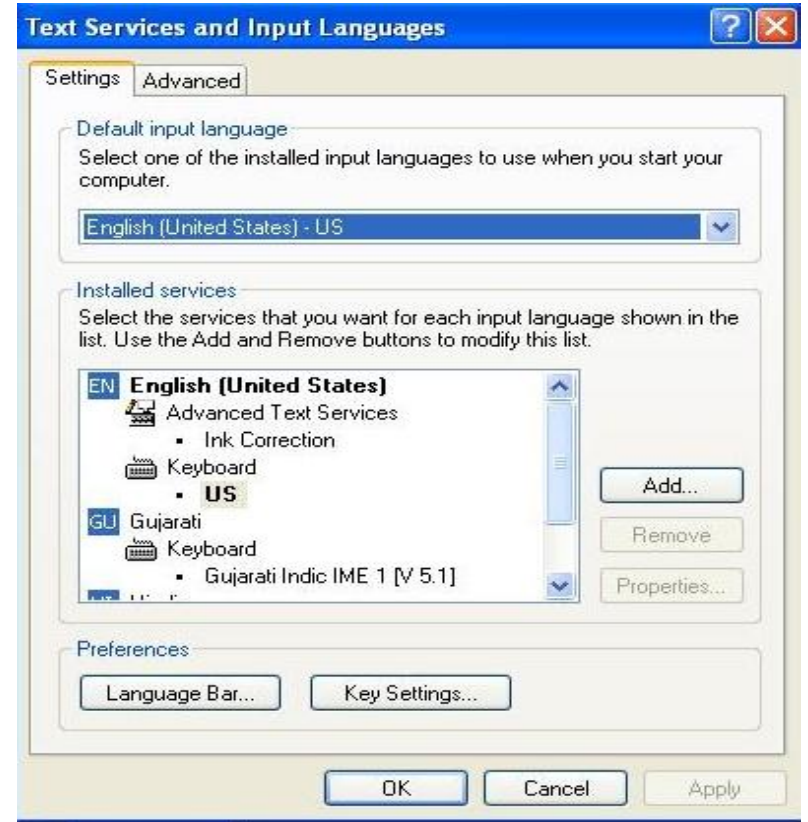 Text Services and Input Languages
Settings
Advanced
Default input language
Select one of the installed input languages to use when you start your
computer.
English (United States) - US
Installed services
Select the services that you want for each input language shown in the
list. Use the Add and Remove buttons to modify this list.
EN English (United States)
Advanced Text Services
• Ink Correction
Keyboard
• US
GU Gujarati
Keyboard
• Gujarati Indic IME 1 [V 5.1]
Add...
Remove
Properties...
Preferences
Language Bar...
Key Settings...
OK
Cancel
Apply